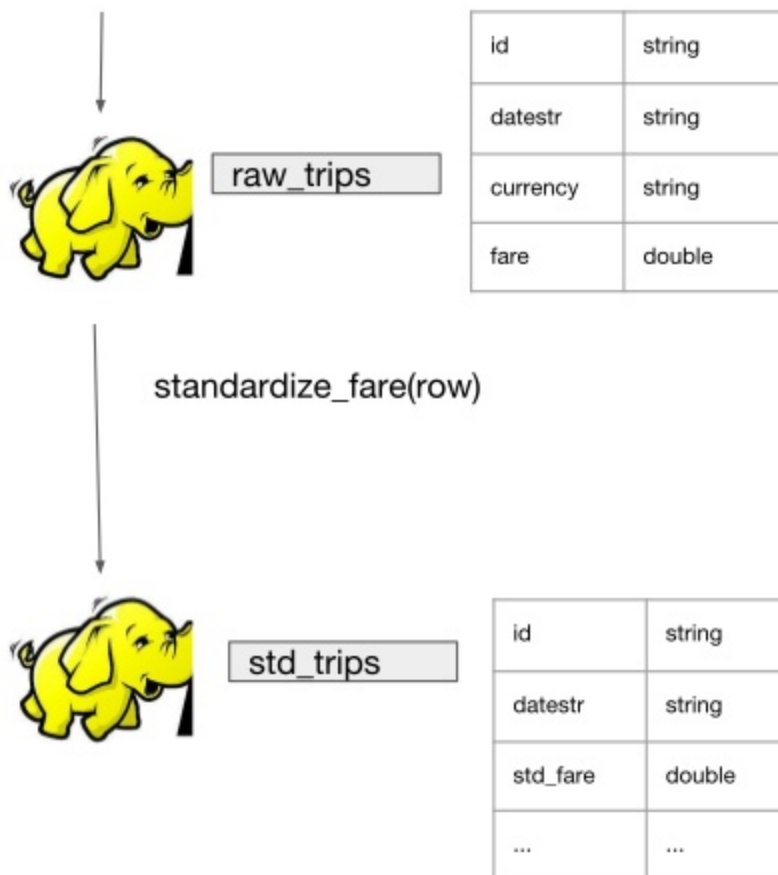 id string
datestr string
raw_trips
currency string
fare double
standardize_fare(row)
id string
std_trips
datestr string
std_fare double
... ...